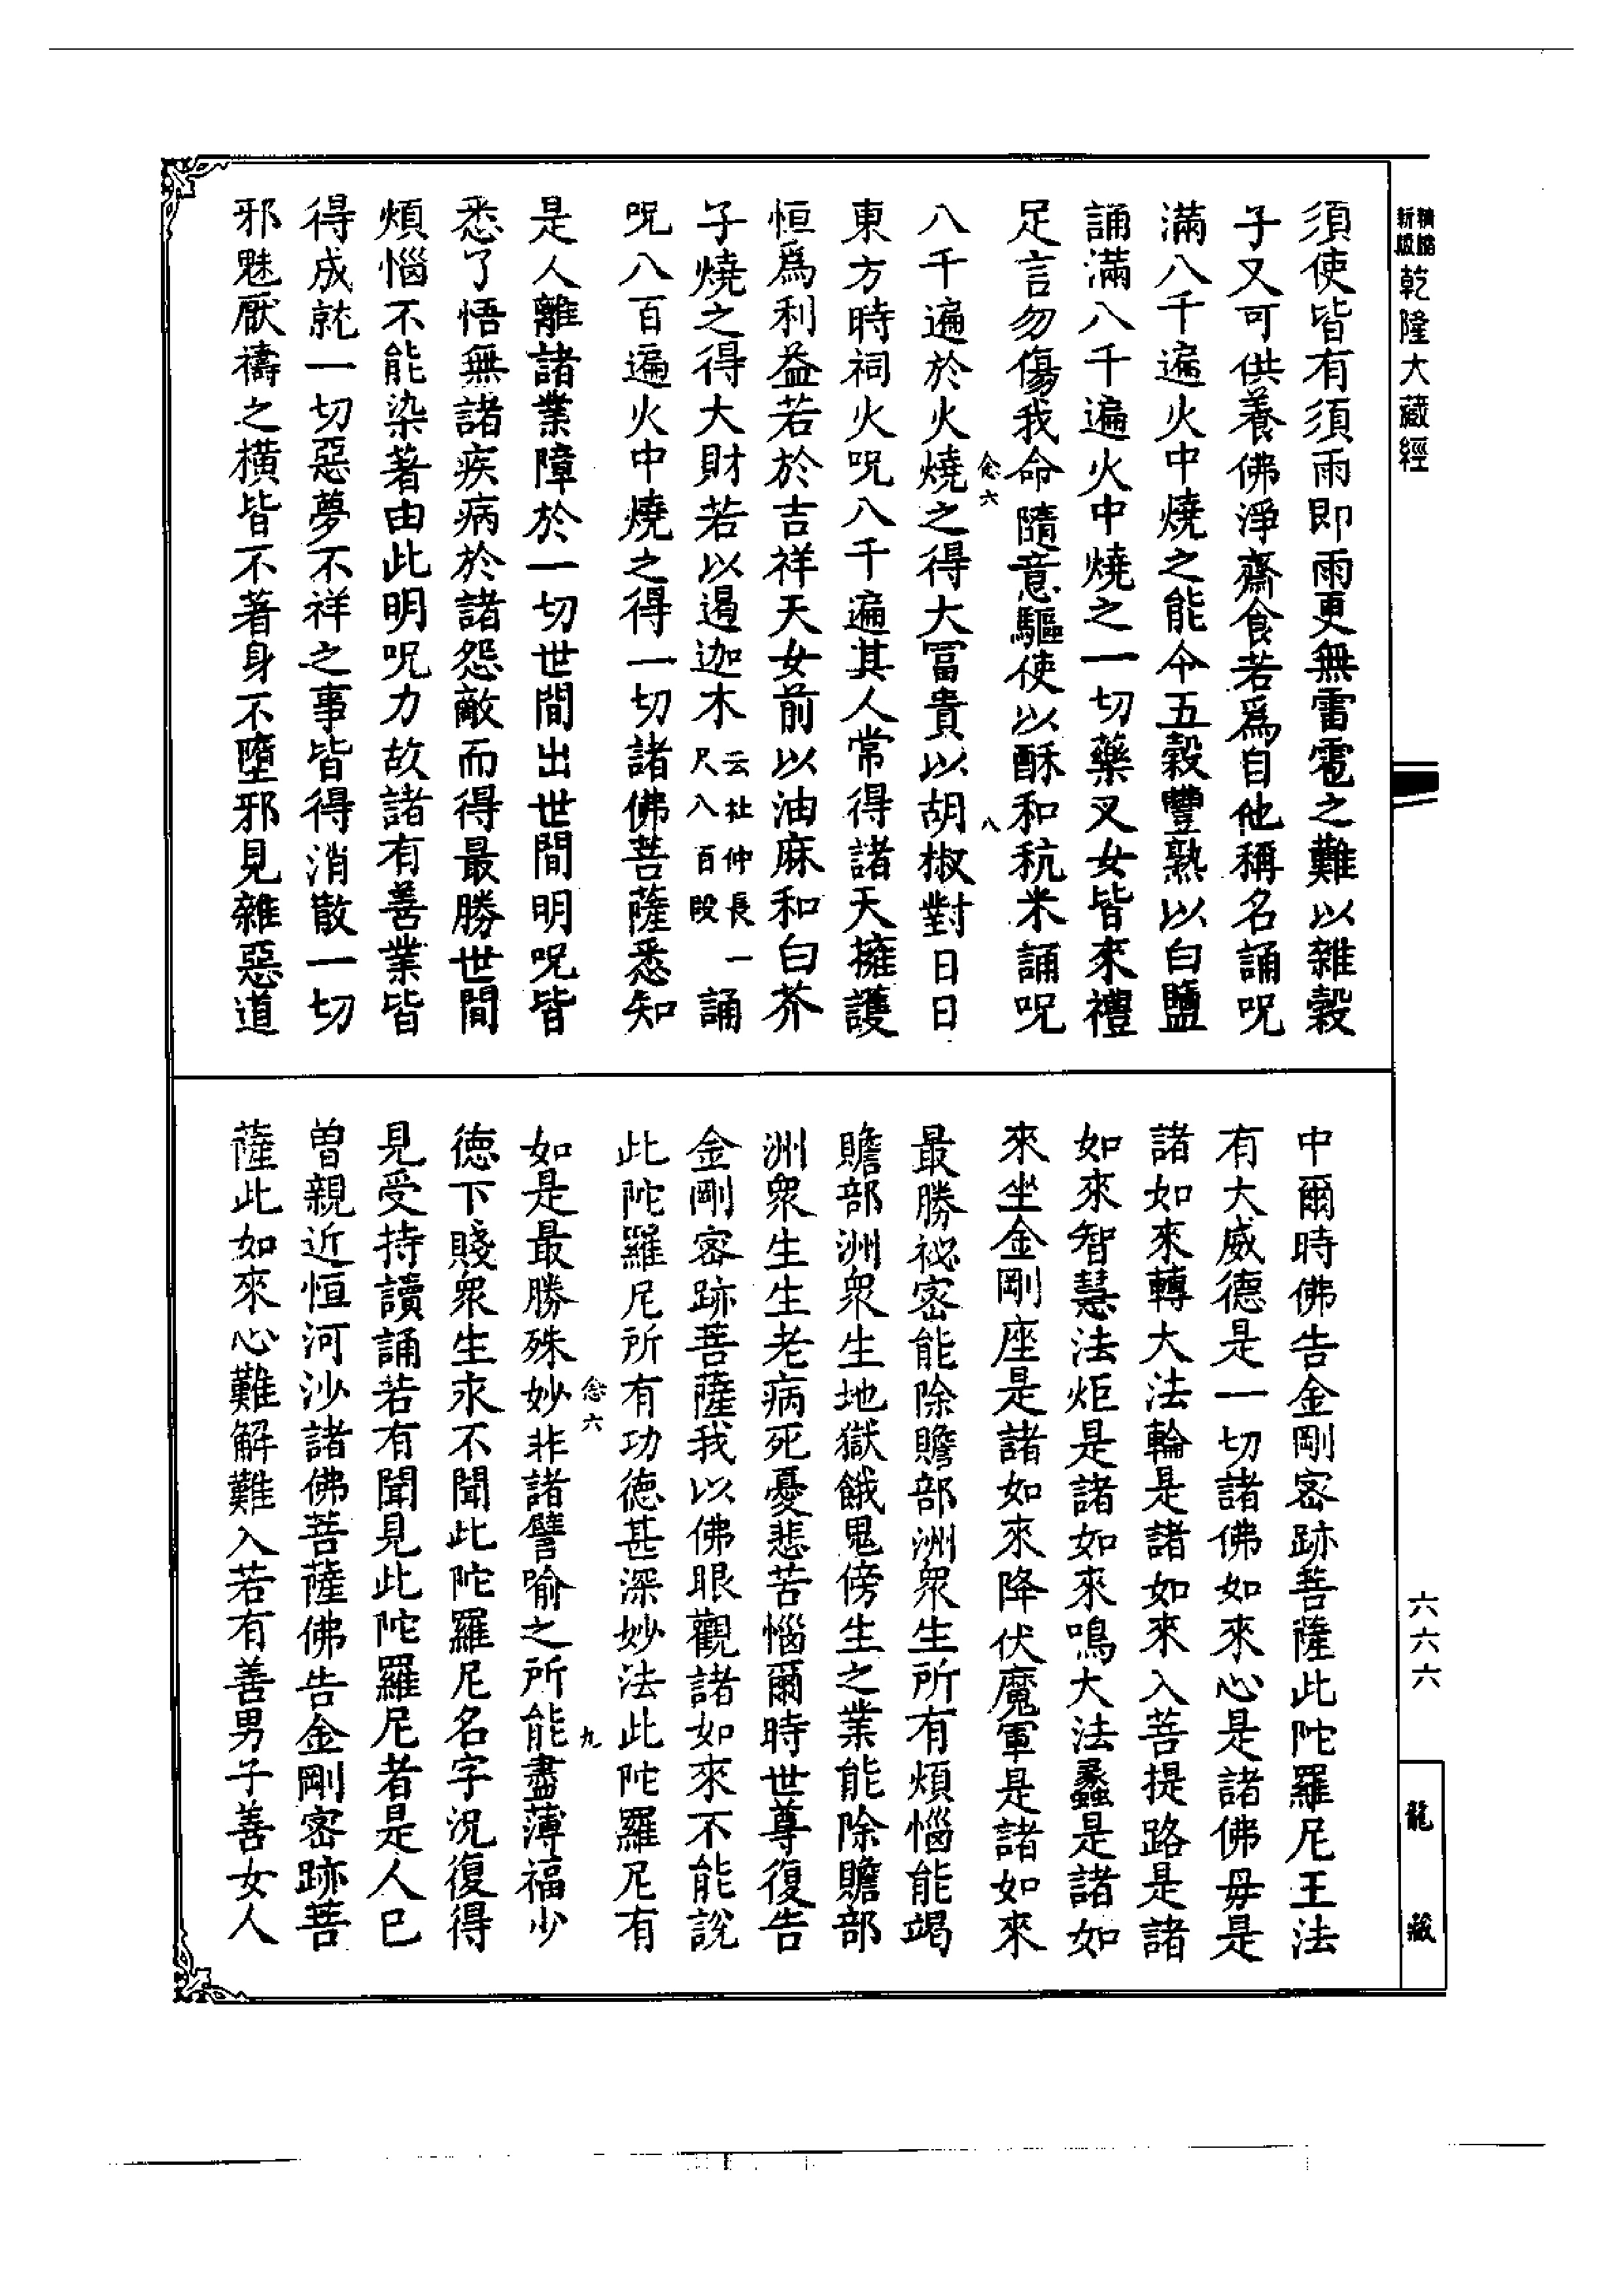 新版精縮乾隆大藏經
須使皆有須雨即雨更無雷雹之難以雜穀
子又可供養佛淨齋食若爲自他稱名誦呪
滿八千遍火中燒之能令五穀豐熟以白鹽
誦滿八千遍火中燒之一切藥叉女皆來禮
足言勿傷我命隨意驅使以酥和秔米誦呪
念六 八
八千遍於火燒之得大冨貴以胡椒對日日
東方時祠火呪八千遍其人常得諸天擁護
恒爲利益若於吉祥天女前以油麻和白芥
子燒之得大財若以遏迦木云杜仲長一尺八百段誦
呪八百遍火中燒之得一切諸佛菩薩悉知
是人離諸業障於一切世間出世間明呪皆
悉了悟無諸疾病於諸怨敵而得最勝世間
煩惱不能染著由此明呪力故諸有善業皆
得成就一切惡夢不祥之事皆得消散一切
邪魅厭禱之橫皆不著身不墮邪見雜惡道
中爾時佛告金剛密跡菩薩此陀羅尼王法
有大威德是一切諸佛如來心是諸佛毋是
諸如來轉大法輪是諸如來入菩提路是諸
如來智慧法炬是諸如來鳴大法蠡是諸如
來坐金剛座是諸如來降伏魔軍是諸如來
最勝祕密能除贍部洲衆生所有煩惱能竭
贍部洲衆生地獄餓鬼傍生之業能除贍部
洲衆生生老病死憂悲苦惱爾時世尊復告
金剛密跡菩薩我以佛眼觀諸如來不能說
此陀羅尼所有功德甚深妙法此陀羅尼有
念六 九
如是最勝殊妙非諸譬喻之所能盡薄福少
德下賤衆生永不聞此陀羅尼名字況復得
見受持讀誦若有聞見此陀羅尼者是人已
曽親近恒河沙諸佛菩薩佛告金剛密跡菩
薩此如來心難解難入若有善男子善女人
六六六
龍藏